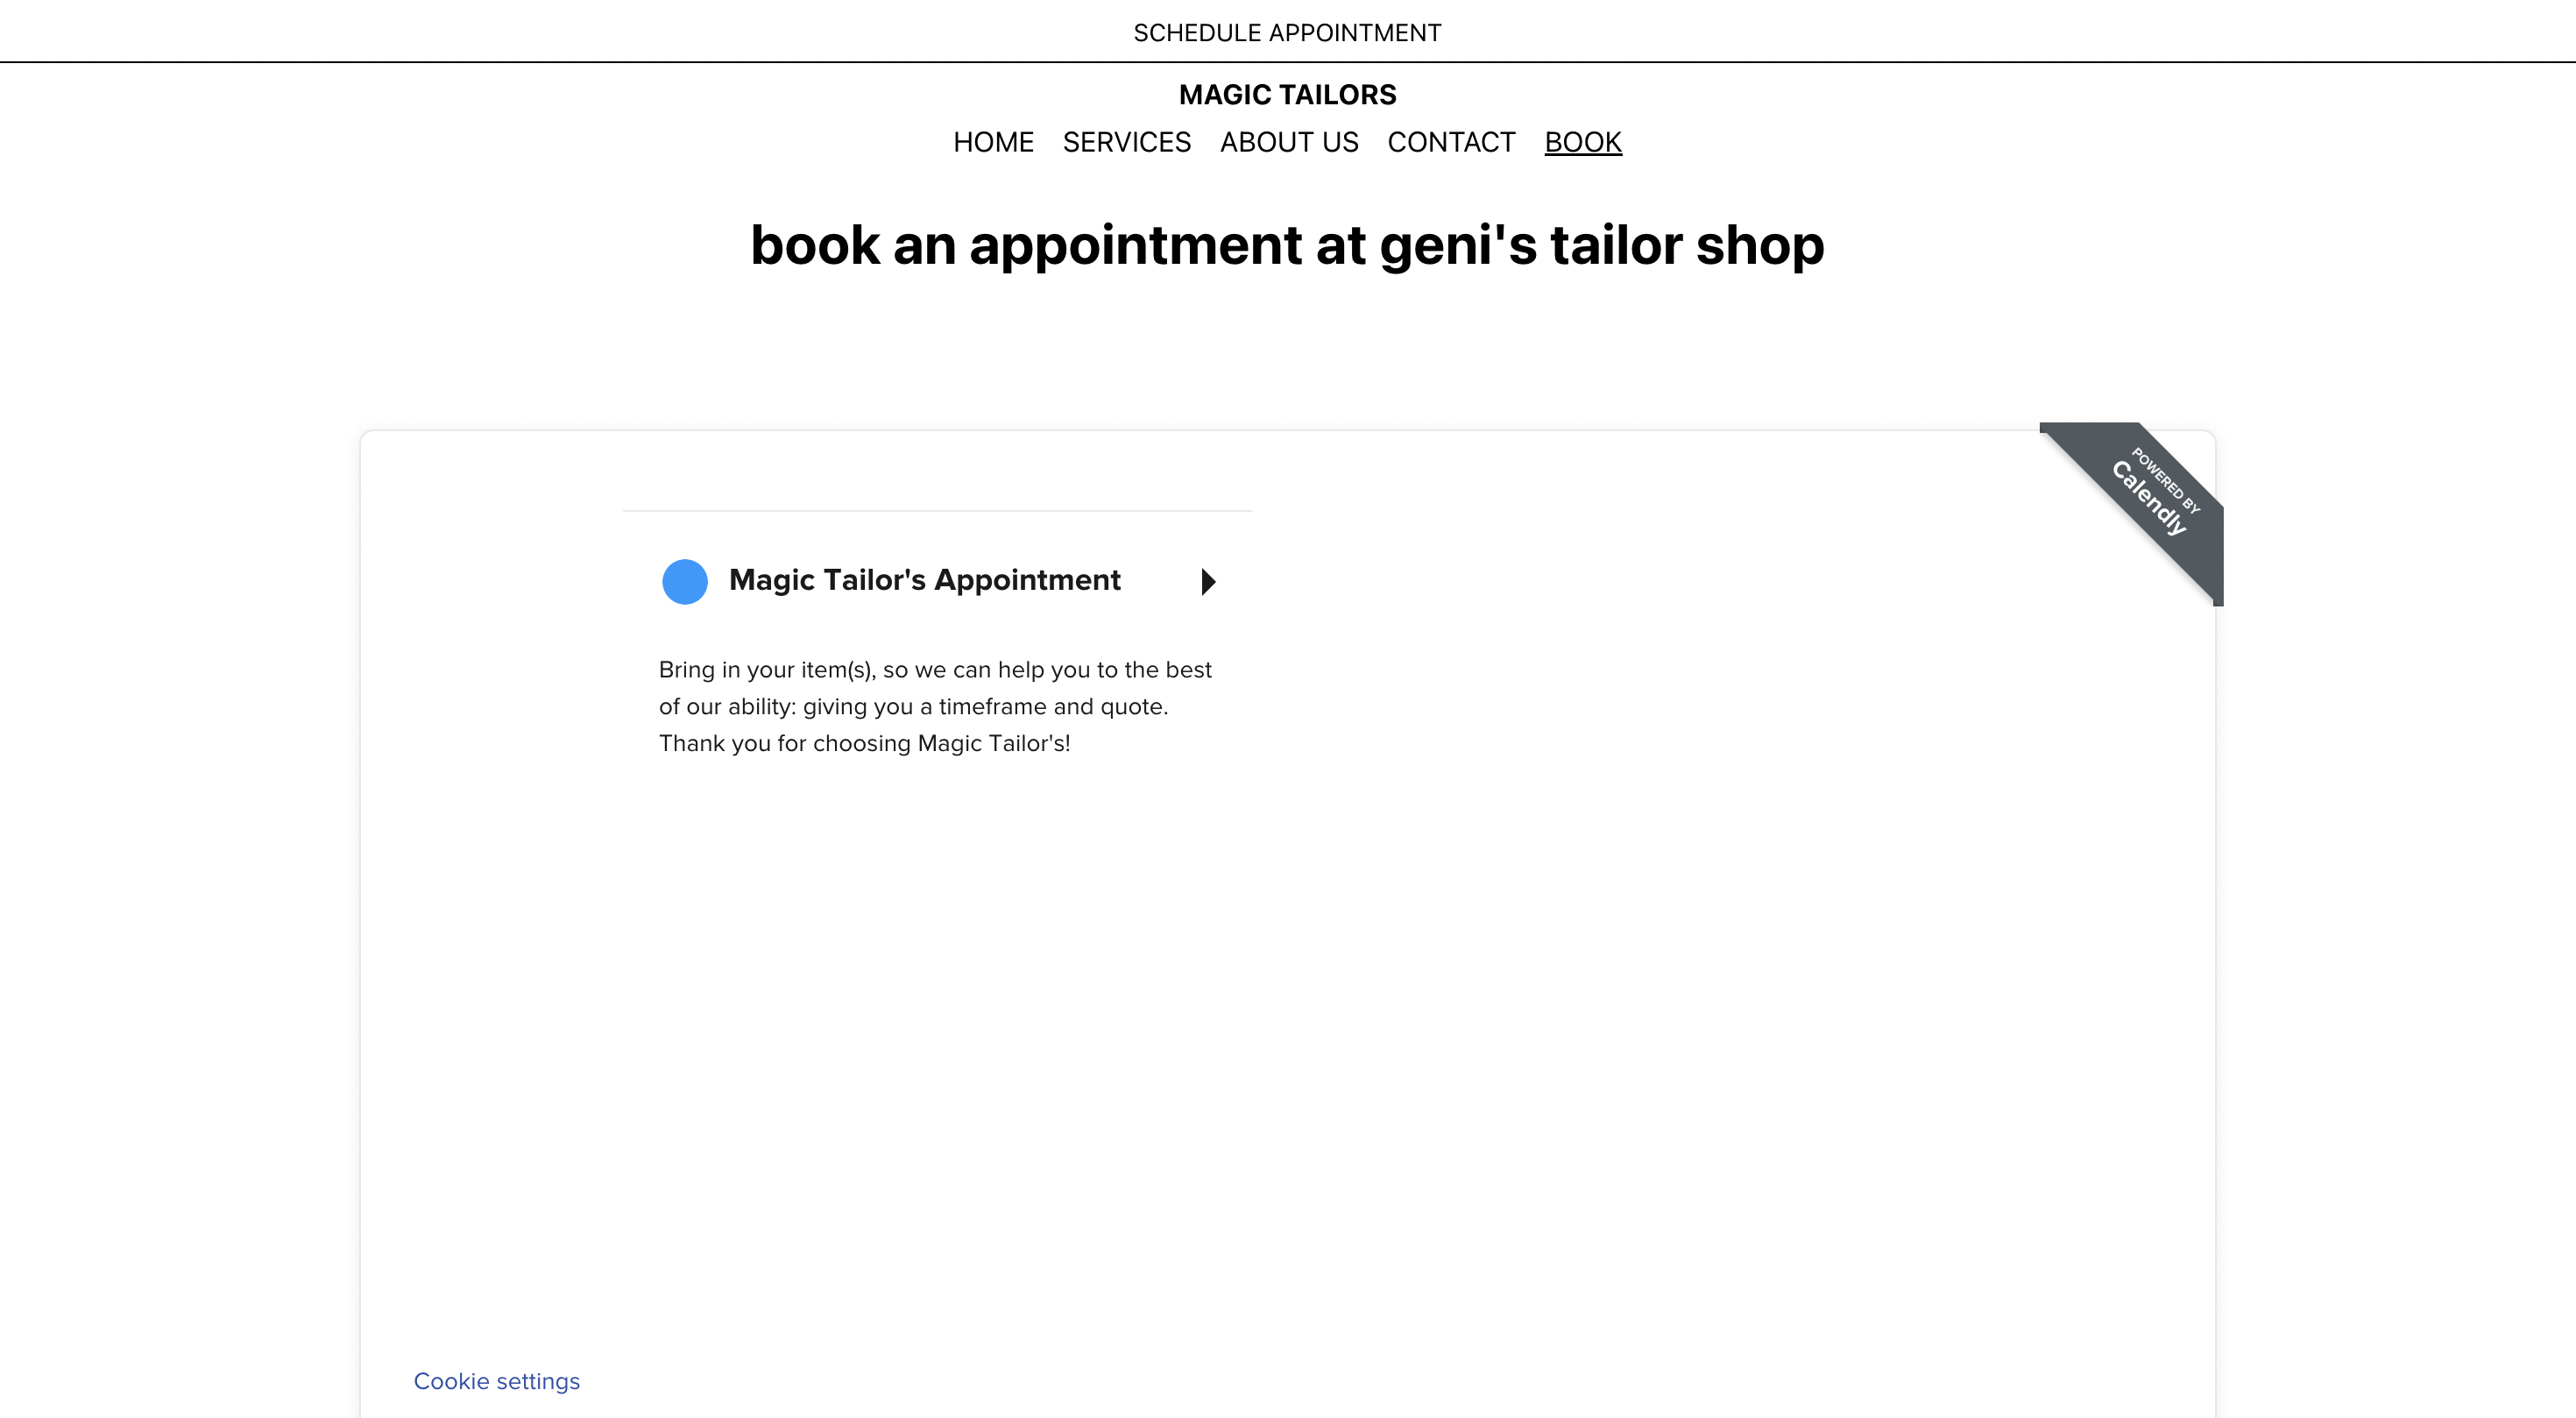 SCHEDULE APPOINTMENT
MAGIC TAILORS
HOME SERVICES ABOUT US CONTACT BOOK
book an appointment at geni's tailor shop
POWERED BY
Calendly
Magic Tailor's Appointment
Bring in your item(s), so we can help you to the best
of our ability: giving you a timeframe and quote.
Thank you for choosing Magic Tailor's!
Cookie settings